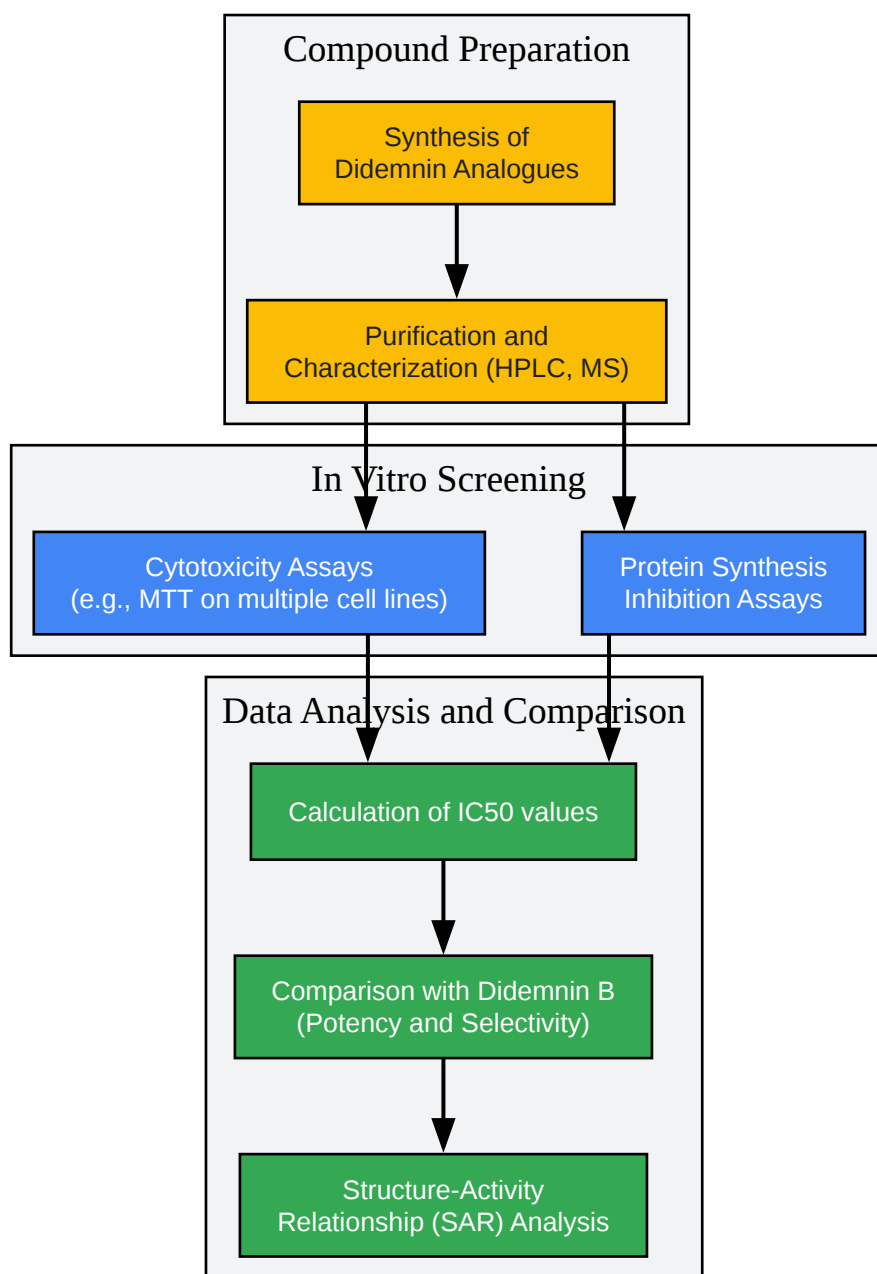 Compound Preparation
Synthesis of
Didemnin Analogues
Purification and
Characterization (HPLC, MS)
In Vitro Screening
Cytotoxicity Assays
(e.g., MTT on multiple cell lines)
Protein Synthesis
Inhibition Assays
Data Analysis and Comparison
Calculation of IC50 values
Comparison with Didemnin B
(Potency and Selectivity)
Structure-Activity
Relationship (SAR) Analysis